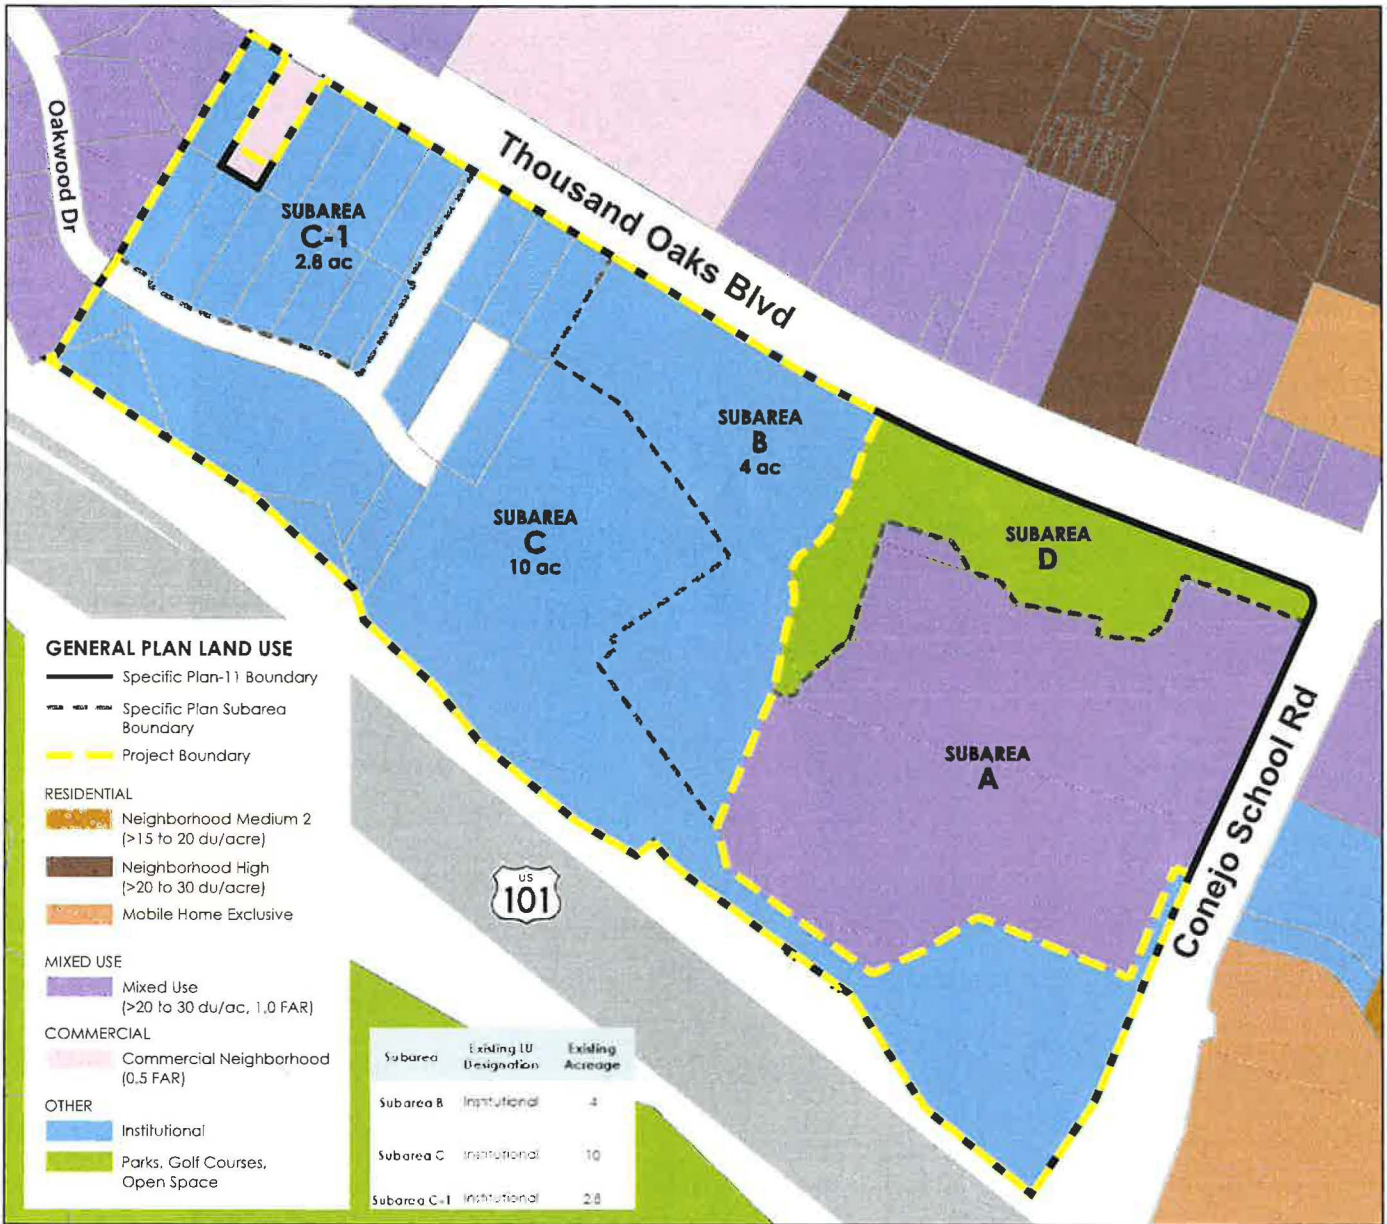 Oakwood Dr
Thousand Oaks Blvd
SUBAREA
C-1
2.8 ac
SUBAREA
B
4 ac
SUBAREA
C
10 ac
SUBAREA
D
SUBAREA
A
Conejo School Rd
US
101
GENERAL PLAN LAND USE
Specific Plan-11 Boundary
Specific Plan Subarea
Boundary
Project Boundary
RESIDENTIAL
Neighborhood Medium 2
(>15 to 20 du/acre)
Neighborhood High
(>20 to 30 du/acre)
Mobile Home Exclusive
MIXED USE
Mixed Use
(>20 to 30 du/ac, 1.0 FAR)
COMMERCIAL
Commercial Neighborhood
(0.5 FAR)
OTHER
Institutional
Parks, Golf Courses,
Open Space
Subarea Existing LU Designation Existing Acreage
Subarea B Institutional 4
Subarea C Institutional 10
Subarea C-1 Institutional 2.8